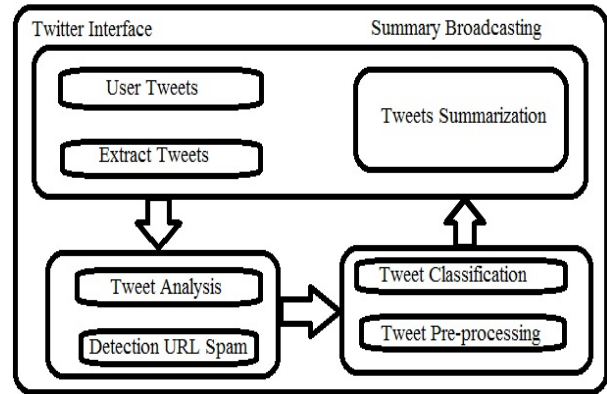 Twitter Interface
Summary Broadcasting
User Tweets
Extract Tweets
Tweets Summarization
Tweet Analysis
Detection URL Spam
Tweet Classification
Tweet Pre-processing